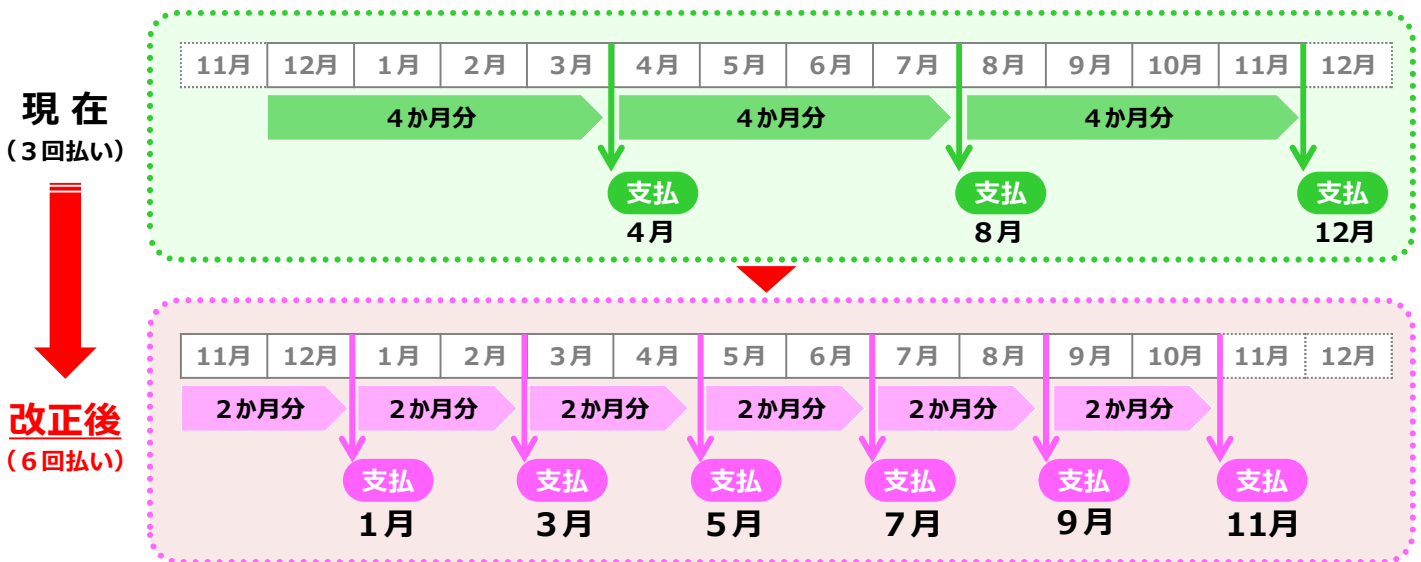 11月 12月 1月 2月 3月 4月 5月 6月 7月 8月 9月 10月 11月 12月
現 在
(3回払い)
4か月分 4か月分 4か月分
支払 支払 支払
4月 8月 12月
11月 12月 1月 2月 3月 4月 5月 6月 7月 8月 9月 10月 11月 12月
改正後
(6回払い)
2か月分 2か月分 2か月分 2か月分 2か月分 2か月分
支払 支払 支払 支払 支払 支払
1月 3月 5月 7月 9月 11月